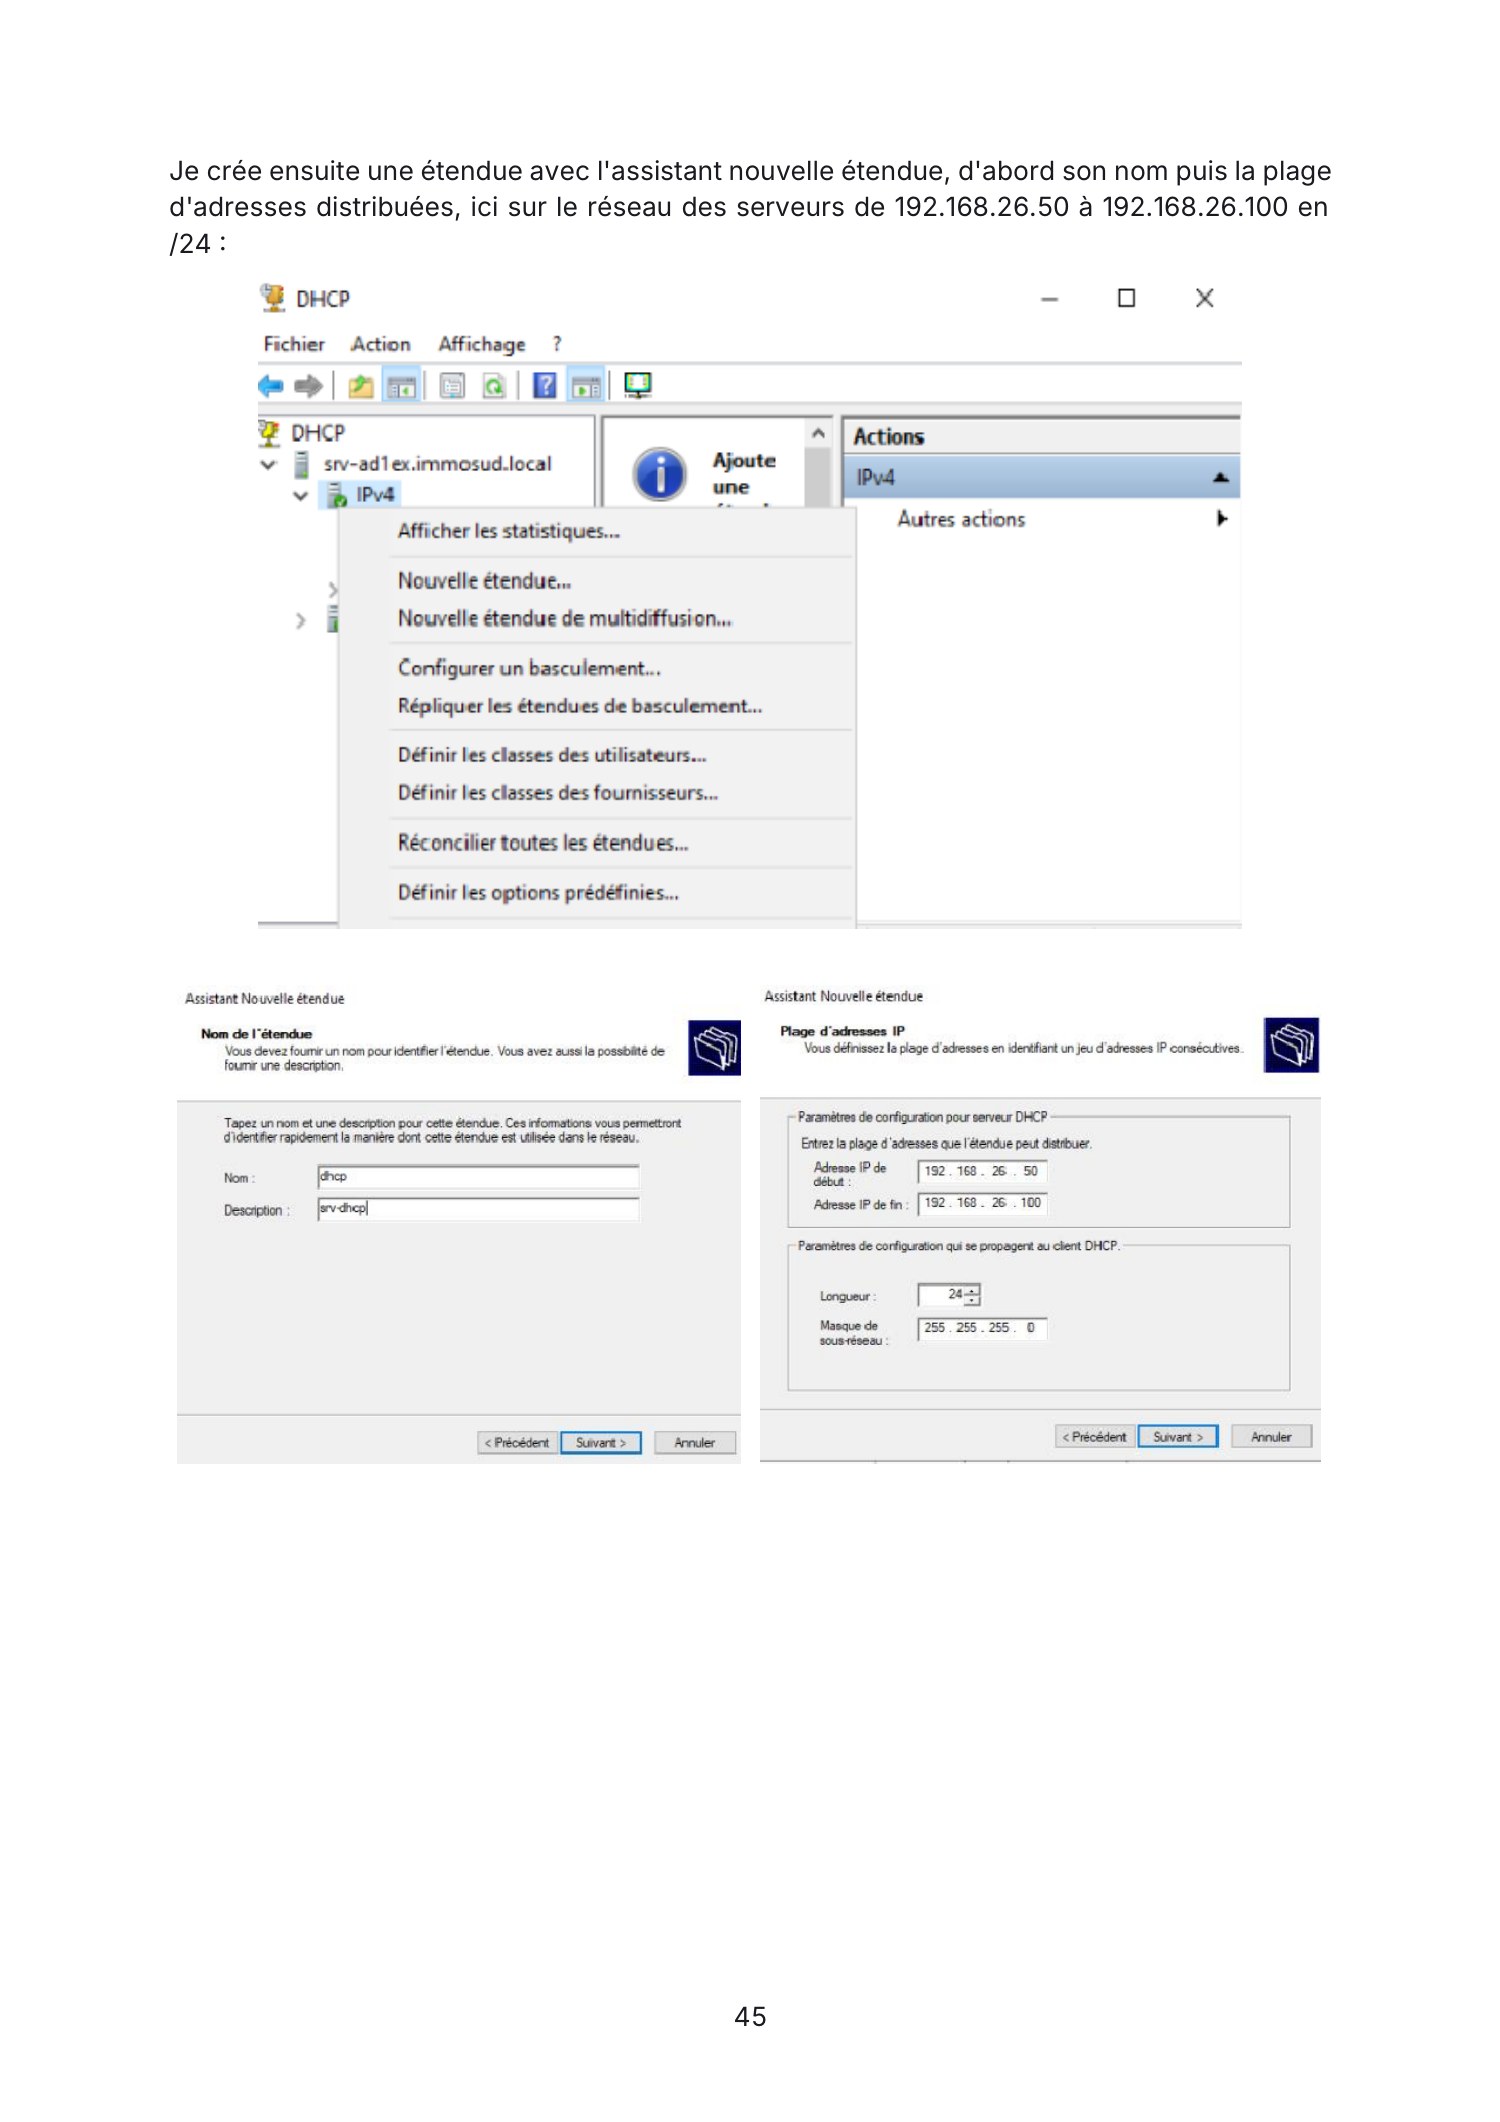 Je crée ensuite une étendue avec l'assistant nouvelle étendue, d'abord son nom puis la plage
d'adresses distribuées, ici sur le réseau des serveurs de 192.168.26.50 à 192.168.26.100 en
/24 :
DHCP
Fichier Action Affichage ?
DHCP
srv-ad1ex.immosud.local
IPv4
Ajoute
une
Actions
IPv4
Autres actions
Afficher les statistiques...
Nouvelle étendue...
Nouvelle étendue de multidiffusion...
Configurer un basculement...
Répliquer les étendues de basculement...
Définir les classes des utilisateurs...
Définir les classes des fournisseurs...
Réconcilier toutes les étendues...
Définir les options prédéfinies...
Assistant Nouvelle étendue
Nom de l'étendue
Vous devez fournir un nom pour identifier l'étendue. Vous avez aussi la possibilité de
fournir une description.
Tapez un nom et une description pour cette étendue. Ces informations vous permettront
d'identifier rapidement la manière dont cette étendue est utilisée dans le réseau.
Nom : dhcp
Description : srv-dhcp
< Précédent Suivant > Annuler
Assistant Nouvelle étendue
Plage d'adresses IP
Vous définissez la plage d'adresses en identifiant un jeu d'adresses IP consécutives.
Paramètres de configuration pour serveur DHCP
Entrez la plage d'adresses que l'étendue peut distribuer.
Adresse IP de
début : 192 . 168 . 26 . 50
Adresse IP de fin : 192 . 168 . 26 . 100
Paramètres de configuration qui se propagent au client DHCP.
Longueur : 24
Masque de
sous-réseau : 255 . 255 . 255 . 0
< Précédent Suivant > Annuler
45